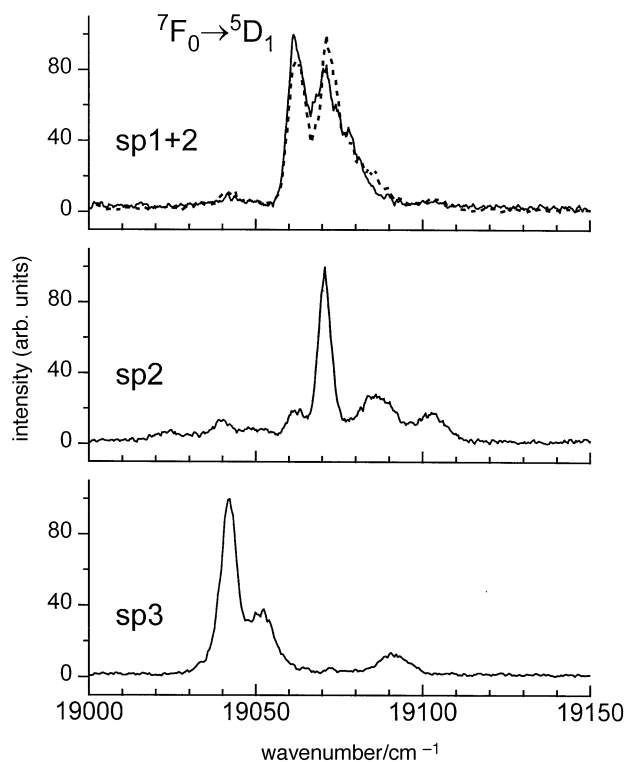 ⁷F₀→⁵D₁
80
40
0
sp1+2
80
40
0
sp2
intensity (arb. units)
80
40
0
sp3
19000 19050 19100 19150
wavenumber/cm ⁻¹